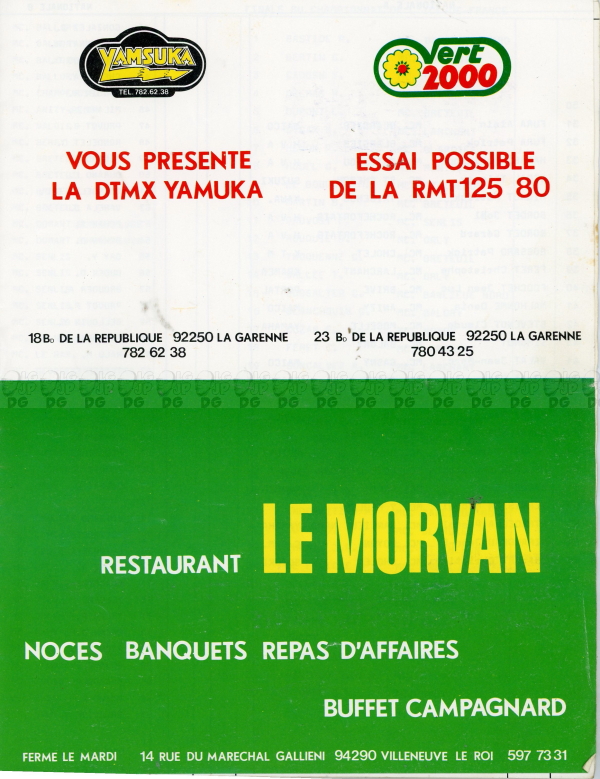 YAMSUKA
TEL. 782.62.38
VOUS PRESENTE
LA DTMX YAMUKA
18 BD DE LA REPUBLIQUE 92250 LA GARENNE
782 62 38
Vert
2000
ESSAI POSSIBLE
DE LA RMT125 80
23 BD DE LA REPUBLIQUE 92250 LA GARENNE
780 43 25
RESTAURANT LE MORVAN
NOCES BANQUETS REPAS D'AFFAIRES
BUFFET CAMPAGNARD
FERME LE MARDI 14 RUE DU MARECHAL GALLIENI 94290 VILLENEUVE LE ROI 597 73 31